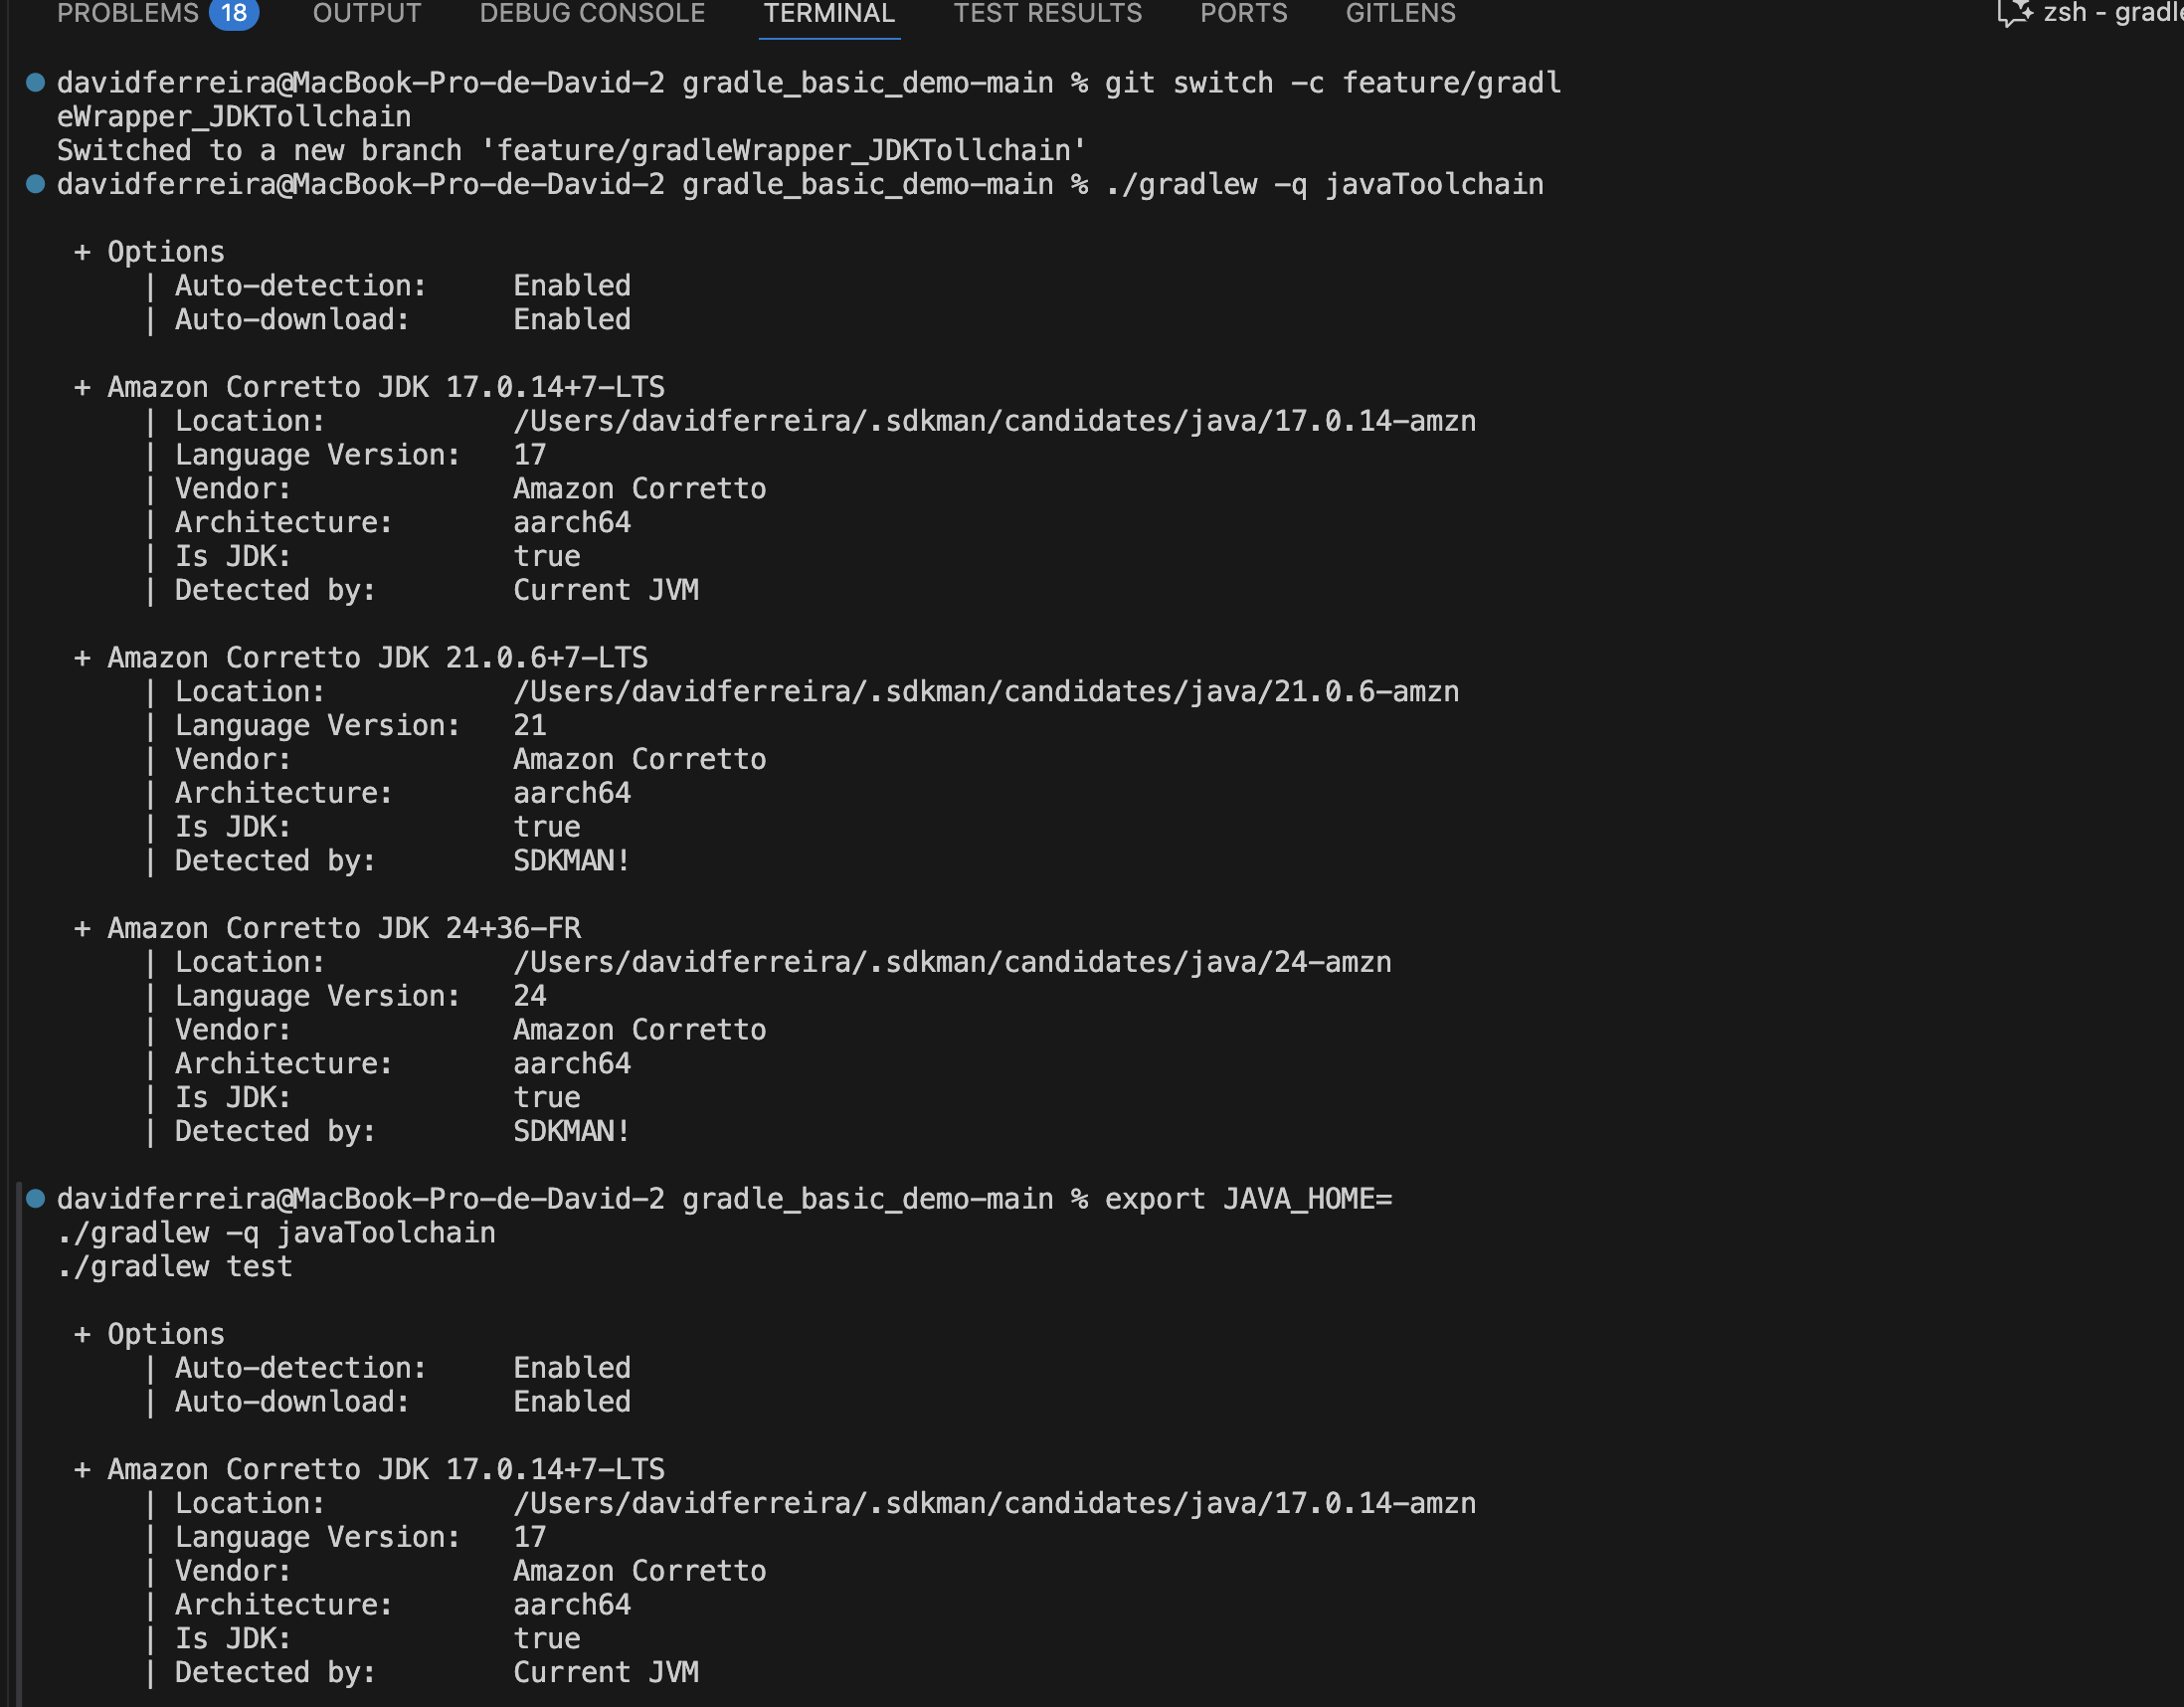 PROBLEMS 18 OUTPUT DEBUG CONSOLE TERMINAL TEST RESULTS PORTS GITLENS zsh - gradle
davidferreira@MacBook-Pro-de-David-2 gradle_basic_demo-main % git switch -c feature/gradl
eWrapper_JDKTollchain
Switched to a new branch 'feature/gradleWrapper_JDKTollchain'
davidferreira@MacBook-Pro-de-David-2 gradle_basic_demo-main % ./gradlew -q javaToolchain
+ Options
| Auto-detection: Enabled
| Auto-download: Enabled
+ Amazon Corretto JDK 17.0.14+7-LTS
| Location: /Users/davidferreira/.sdkman/candidates/java/17.0.14-amzn
| Language Version: 17
| Vendor: Amazon Corretto
| Architecture: aarch64
| Is JDK: true
| Detected by: Current JVM
+ Amazon Corretto JDK 21.0.6+7-LTS
| Location: /Users/davidferreira/.sdkman/candidates/java/21.0.6-amzn
| Language Version: 21
| Vendor: Amazon Corretto
| Architecture: aarch64
| Is JDK: true
| Detected by: SDKMAN!
+ Amazon Corretto JDK 24+36-FR
| Location: /Users/davidferreira/.sdkman/candidates/java/24-amzn
| Language Version: 24
| Vendor: Amazon Corretto
| Architecture: aarch64
| Is JDK: true
| Detected by: SDKMAN!
davidferreira@MacBook-Pro-de-David-2 gradle_basic_demo-main % export JAVA_HOME=
./gradlew -q javaToolchain
./gradlew test
+ Options
| Auto-detection: Enabled
| Auto-download: Enabled
+ Amazon Corretto JDK 17.0.14+7-LTS
| Location: /Users/davidferreira/.sdkman/candidates/java/17.0.14-amzn
| Language Version: 17
| Vendor: Amazon Corretto
| Architecture: aarch64
| Is JDK: true
| Detected by: Current JVM